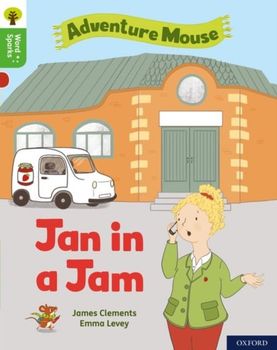 Word
Sparks
Adventure Mouse
Jan in
a Jam
James Clements
Emma Levey
OXFORD